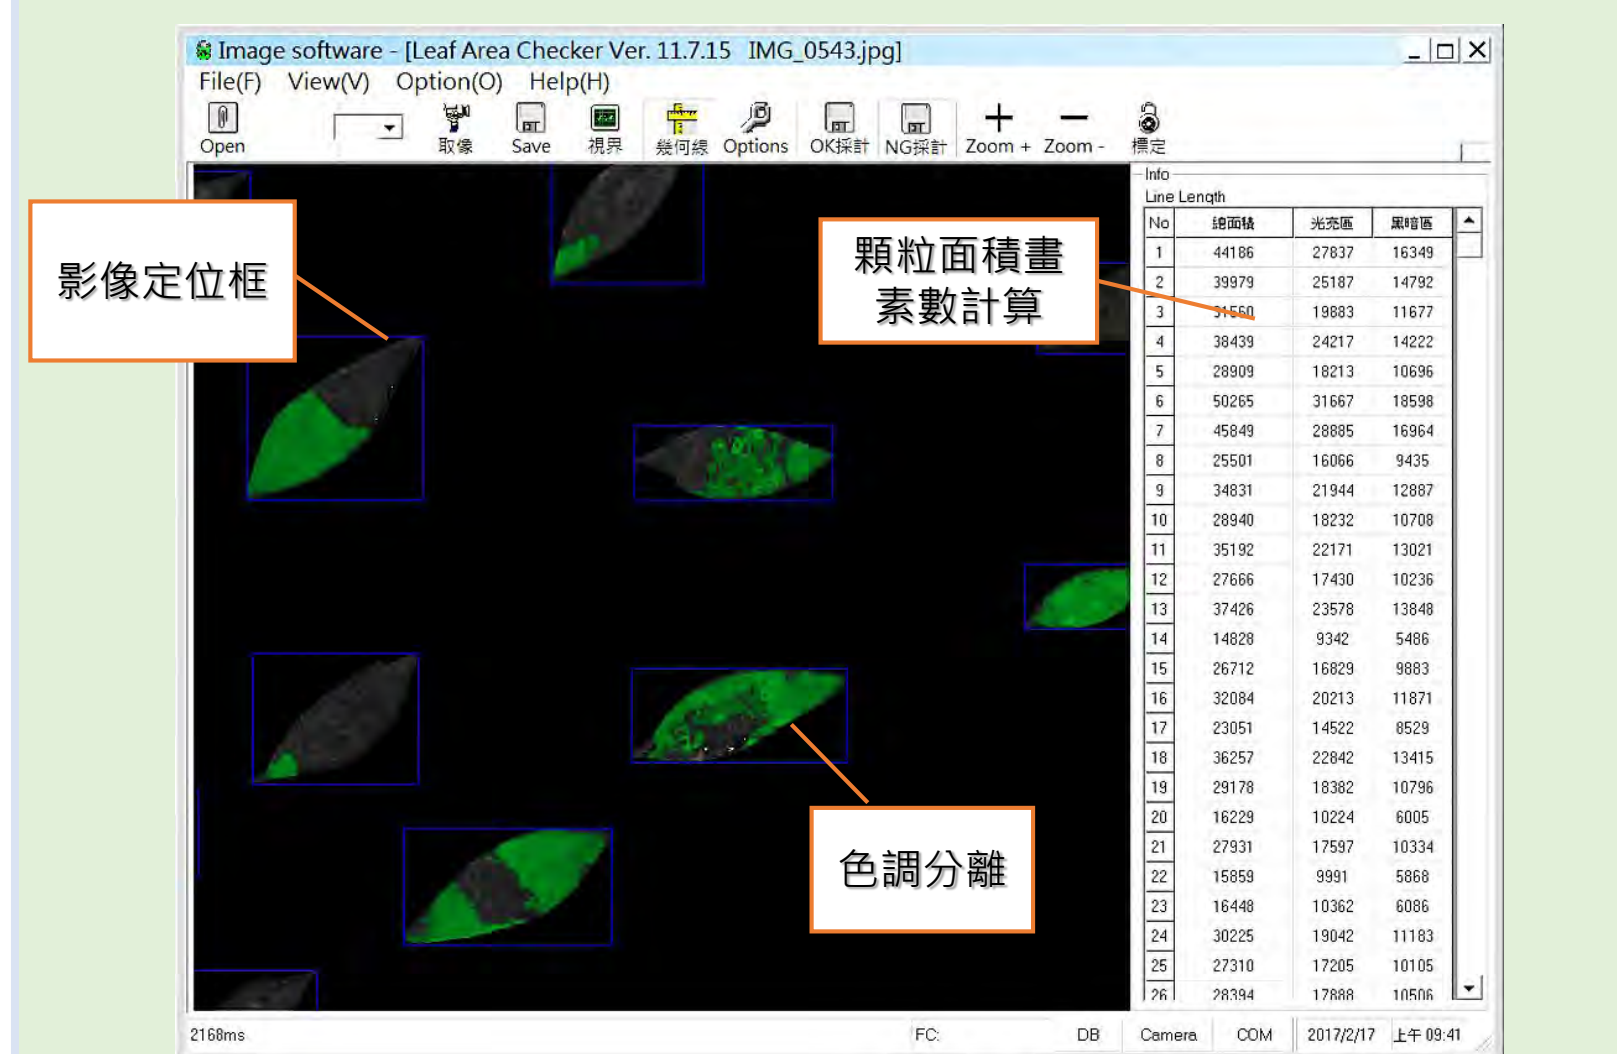 Image software - [Leaf Area Checker Ver. 11.7.15 IMG_0543.jpg]
File(F) View(V) Option(O) Help(H)
Open 取像 Save 視界 幾何線 Options OK採計 NG採計 Zoom + Zoom - 標定
影像定位框
顆粒面積畫
素數計算
色調分離
Info
Line Length
No 總面積 光亮區 黑暗區
1 44186 27837 16349
2 39979 25187 14792
3 31560 19883 11677
4 38439 24217 14222
5 28909 18213 10696
6 50265 31667 18598
7 45849 28885 16964
8 25501 16066 9435
9 34831 21944 12887
10 28940 18232 10708
11 35192 22171 13021
12 27666 17430 10236
13 37426 23578 13848
14 14828 9342 5486
15 26712 16829 9883
16 32084 20213 11871
17 23051 14522 8529
18 36257 22842 13415
19 29178 18382 10796
20 16229 10224 6005
21 27931 17597 10334
22 15859 9991 5868
23 16448 10362 6086
24 30225 19042 11183
25 27310 17205 10105
26 28394 17888 10506
2168ms FC: DB Camera COM 2017/2/17 上午 09:41